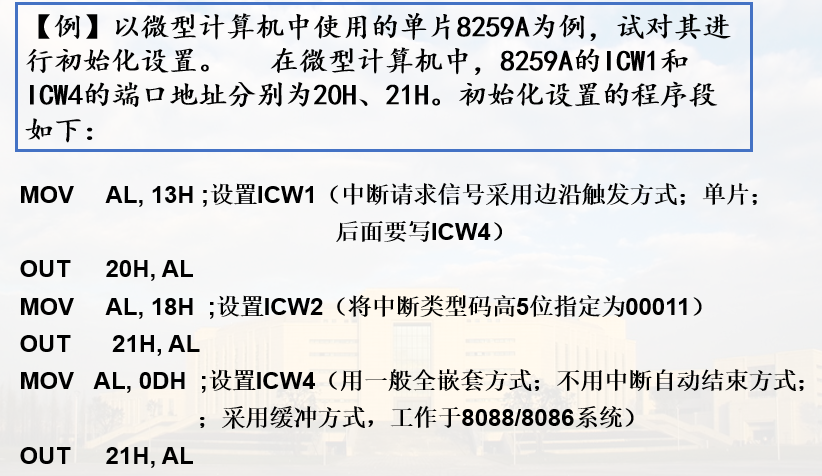 【例】以微型计算机中使用的单片8259A为例，试对其进
行初始化设置。 在微型计算机中，8259A的ICW1和
ICW4的端口地址分别为20H、21H。初始化设置的程序段
如下：
MOV AL, 13H ;设置ICW1（中断请求信号采用边沿触发方式；单片；
后面要写ICW4）
OUT 20H, AL
MOV AL, 18H ;设置ICW2（将中断类型码高5位指定为00011）
OUT 21H, AL
MOV AL, 0DH ;设置ICW4（用一般全嵌套方式；不用中断自动结束方式；
；采用缓冲方式，工作于8088/8086系统）
OUT 21H, AL